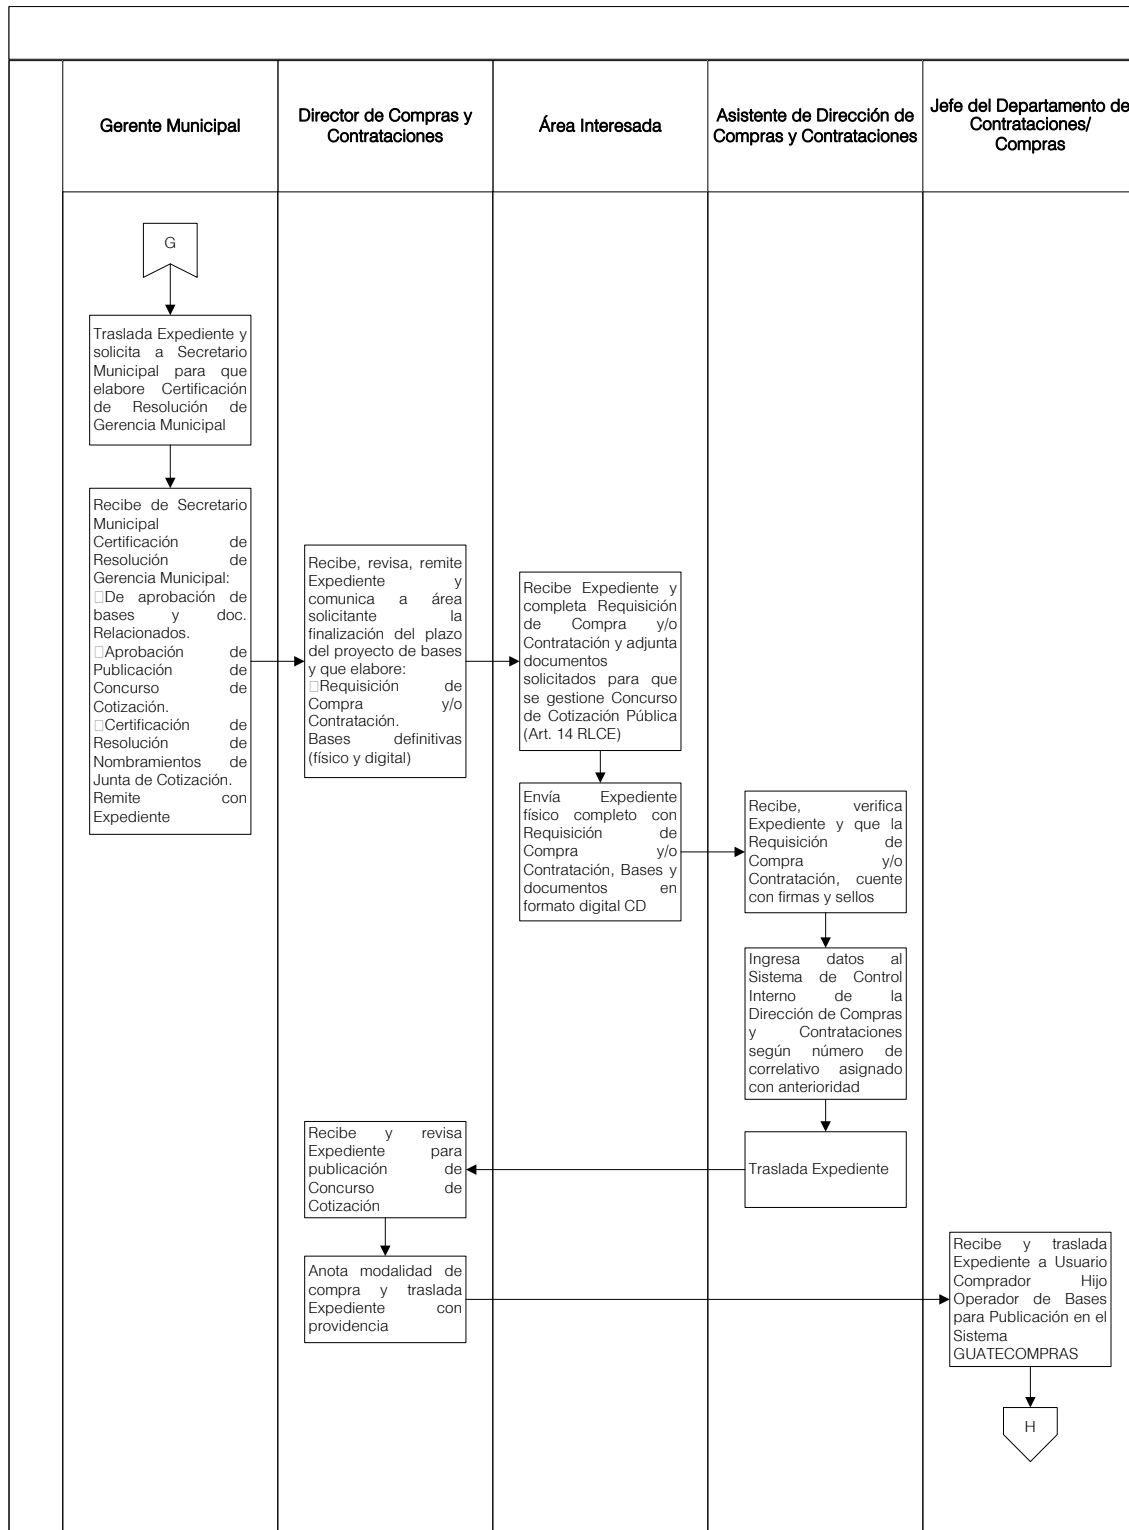 Gerente Municipal
Director de Compras y
Contrataciones
Área Interesada
Asistente de Dirección de
Compras y Contrataciones
Jefe del Departamento de
Contrataciones/
Compras
G
Traslada Expediente y
solicita a Secretario
Municipal para que
elabore Certificación
de Resolución de
Gerencia Municipal
Recibe de Secretario
Municipal
Certificación de
Resolución de
Gerencia Municipal:
De aprobación de
bases y doc.
Relacionados.
Aprobación de
Publicación de
Concurso de
Cotización.
Certificación de
Resolución de
Nombramientos de
Junta de Cotización.
Remite con
Expediente
Recibe, revisa, remite
Expediente y
comunica a área
solicitante la
finalización del plazo
del proyecto de bases
y que elabore:
Requisición de
Compra y/o
Contratación.
Bases definitivas
(físico y digital)
Recibe Expediente y
completa Requisición
de Compra y/o
Contratación y adjunta
documentos
solicitados para que
se gestione Concurso
de Cotización Pública
(Art. 14 RLCE)
Envía Expediente
físico completo con
Requisición de
Compra y/o
Contratación, Bases y
documentos en
formato digital CD
Recibe, verifica
Expediente y que la
Requisición de
Compra y/o
Contratación, cuente
con firmas y sellos
Ingresa datos al
Sistema de Control
Interno de la
Dirección de Compras
y Contrataciones
según número de
correlativo asignado
con anterioridad
Traslada Expediente
Recibe y revisa
Expediente para
publicación de
Concurso de
Cotización
Anota modalidad de
compra y traslada
Expediente con
providencia
Recibe y traslada
Expediente a Usuario
Comprador Hijo
Operador de Bases
para Publicación en el
Sistema
GUATECOMPRAS
H